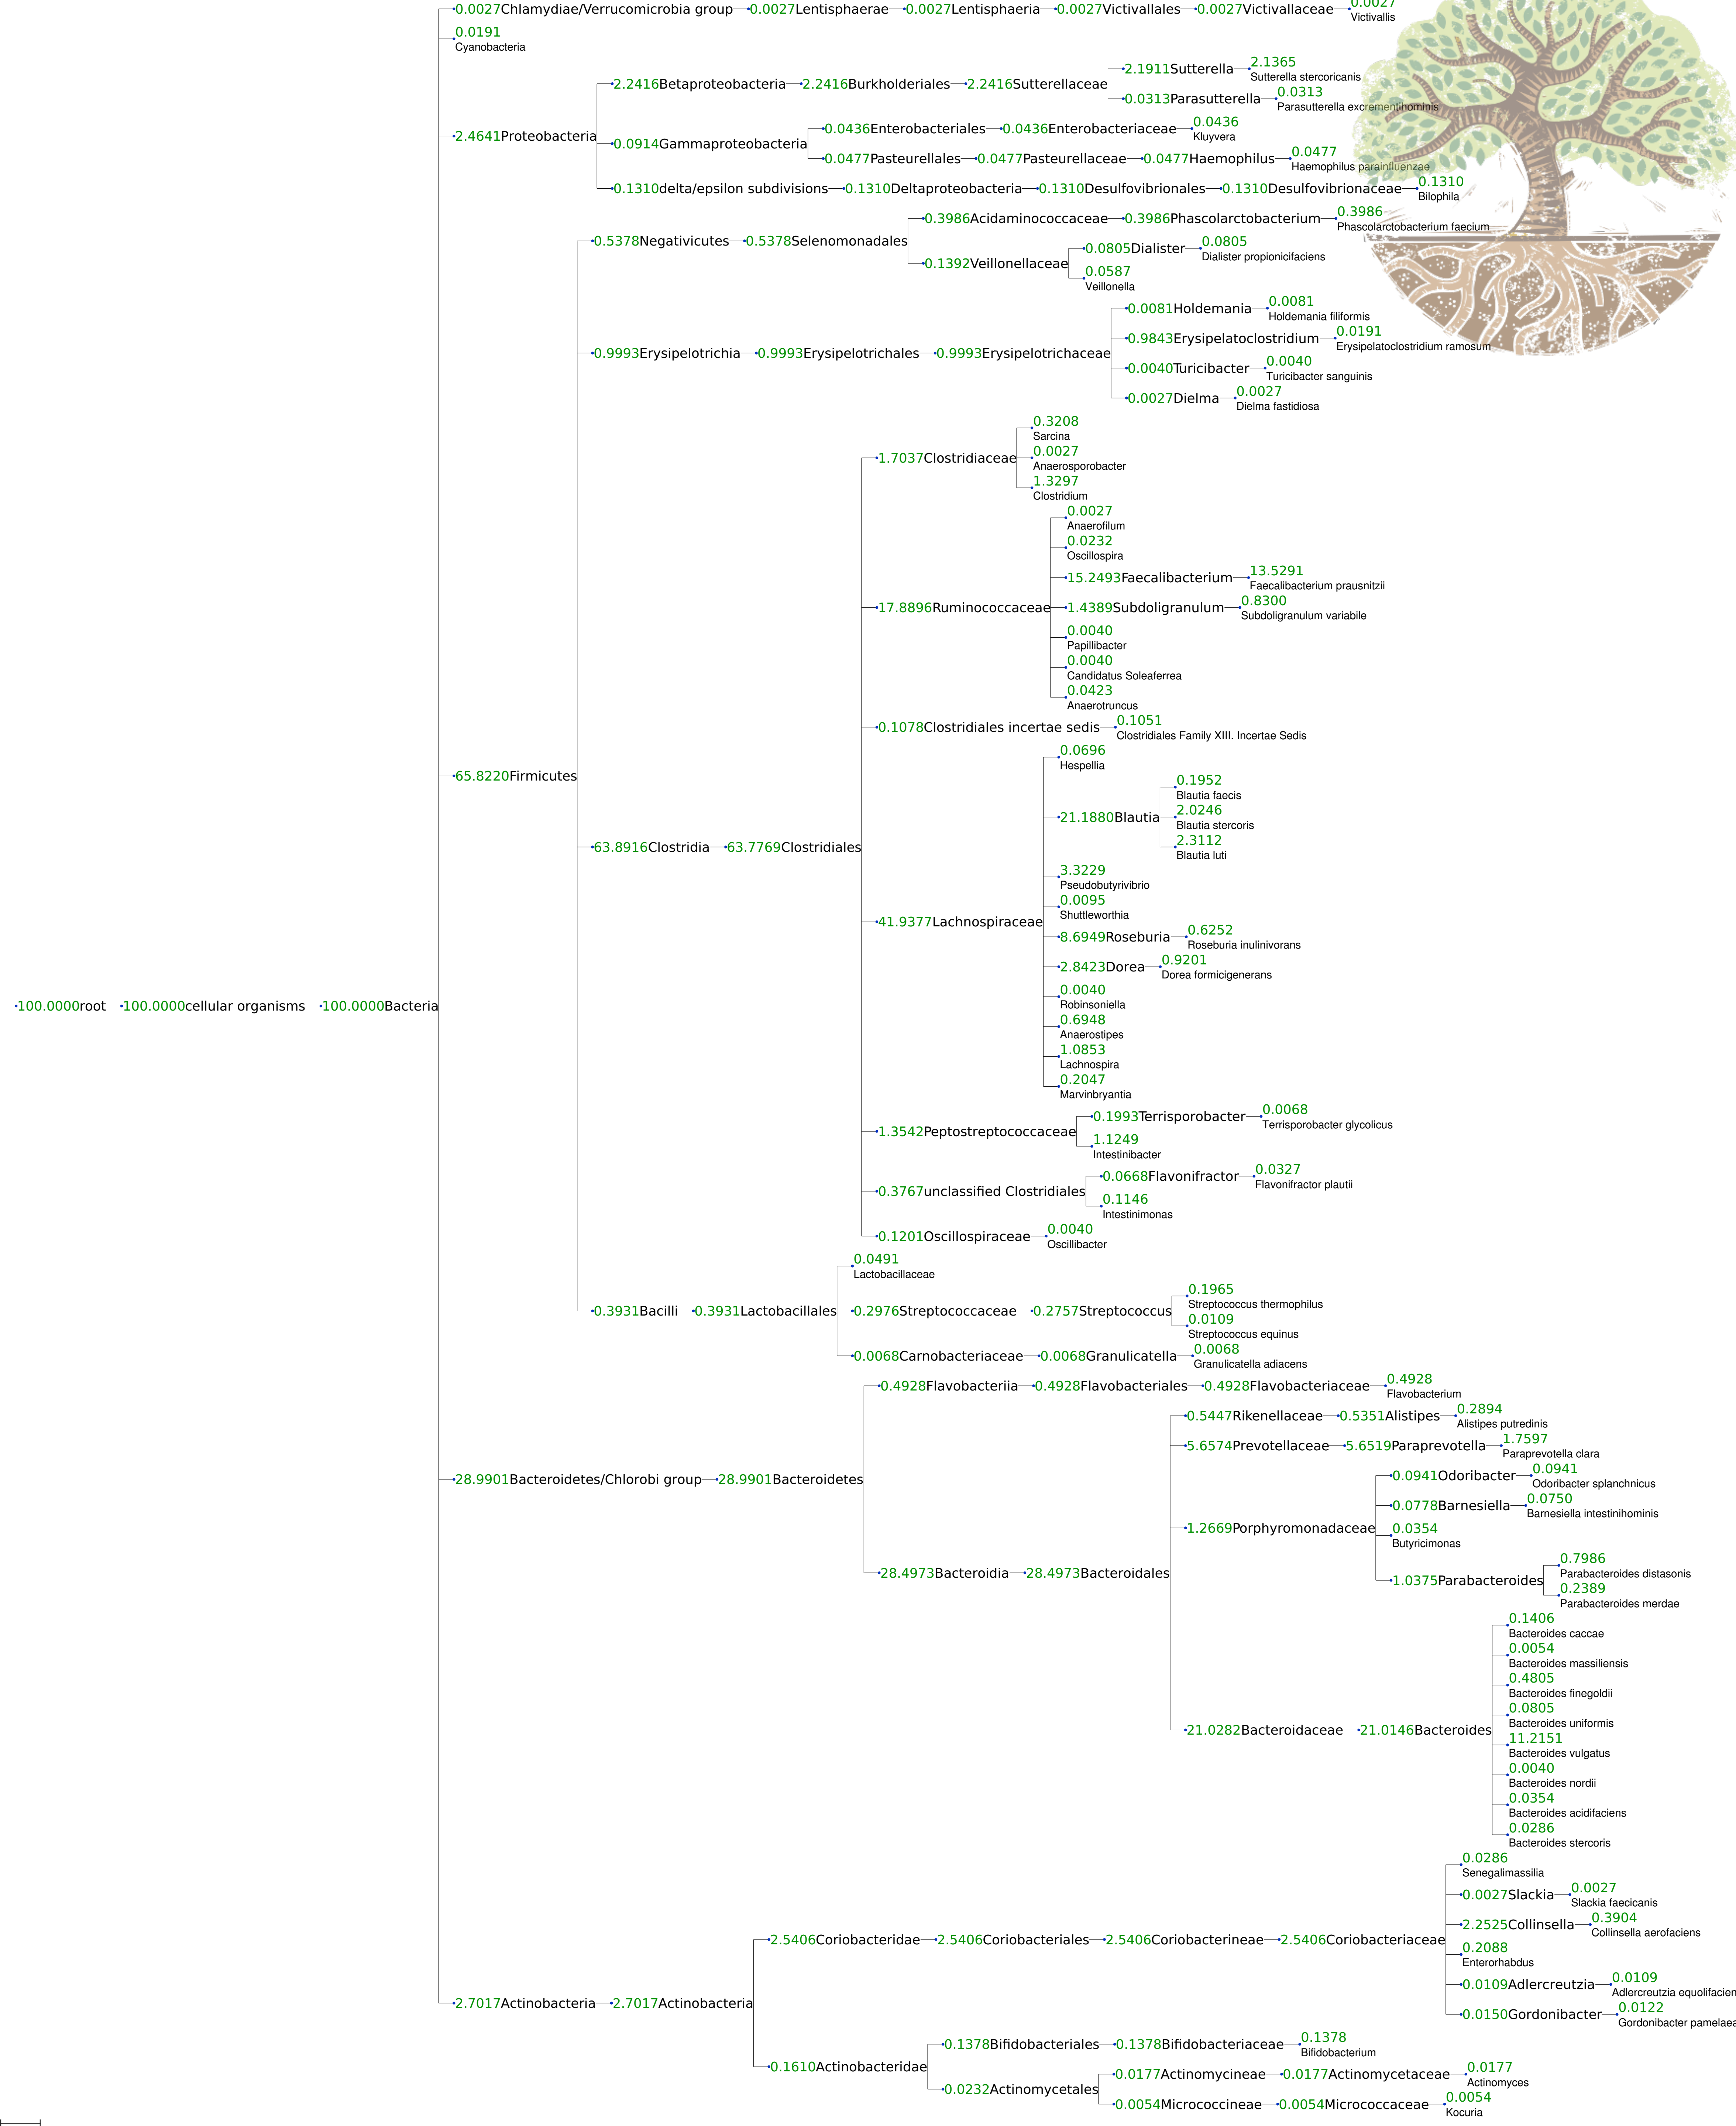 0.0027Chlamydiae/Verrucomicrobia group 0.0027Lentisphaerae 0.0027Lentisphaeria 0.0027Victivallales 0.0027Victivallaceae 0.0027
Victivallis
0.0191
Cyanobacteria
2.4641Proteobacteria
2.2416Betaproteobacteria 2.2416Burkholderiales 2.2416Sutterellaceae
2.1911Sutterella 2.1365
Sutterella stercoricanis
0.0313Parasutterella 0.0313
Parasutterella excrementihominis
0.0914Gammaproteobacteria
0.0436Enterobacteriales 0.0436Enterobacteriaceae 0.0436
Kluyvera
0.0477Pasteurellales 0.0477Pasteurellaceae 0.0477Haemophilus 0.0477
Haemophilus parainfluenzae
0.1310delta/epsilon subdivisions 0.1310Deltaproteobacteria 0.1310Desulfovibrionales 0.1310Desulfovibrionaceae 0.1310
Bilophila
65.8220Firmicutes
0.5378Negativicutes 0.5378Selenomonadales
0.3986Acidaminococcaceae 0.3986Phascolarctobacterium 0.3986
Phascolarctobacterium faecium
0.1392Veillonellaceae
0.0805Dialister 0.0805
Dialister propionicifaciens
0.0587
Veillonella
0.9993Erysipelotrichia 0.9993Erysipelotrichales 0.9993Erysipelotrichaceae
0.0081Holdemania 0.0081
Holdemania filiformis
0.9843Erysipelatoclostridium 0.0191
Erysipelatoclostridium ramosum
0.0040Turicibacter 0.0040
Turicibacter sanguinis
0.0027Dielma 0.0027
Dielma fastidiosa
63.8916Clostridia 63.7769Clostridiales
1.7037Clostridiaceae
0.3208
Sarcina
0.0027
Anaerosporobacter
1.3297
Clostridium
17.8896Ruminococcaceae
0.0027
Anaerofilum
0.0232
Oscillospira
15.2493Faecalibacterium 13.5291
Faecalibacterium prausnitzii
1.4389Subdoligranulum 0.8300
Subdoligranulum variabile
0.0040
Papillibacter
0.0040
Candidatus Soleaferrea
0.0423
Anaerotruncus
0.1078Clostridiales incertae sedis 0.1051
Clostridiales Family XIII. Incertae Sedis
41.9377Lachnospiraceae
0.0696
Hespellia
21.1880Blautia
0.1952
Blautia faecis
2.0246
Blautia stercoris
2.3112
Blautia luti
3.3229
Pseudobutyrivibrio
0.0095
Shuttleworthia
8.6949Roseburia 0.6252
Roseburia inulinivorans
2.8423Dorea 0.9201
Dorea formicigenerans
0.0040
Robinsoniella
0.6948
Anaerostipes
1.0853
Lachnospira
0.2047
Marvinbryantia
100.0000root 100.0000cellular organisms 100.0000Bacteria
1.3542Peptostreptococcaceae
0.1993Terrisporobacter 0.0068
Terrisporobacter glycolicus
1.1249
Intestinibacter
0.3767unclassified Clostridiales
0.0668Flavonifractor 0.0327
Flavonifractor plautii
0.1146
Intestinimonas
0.1201Oscillospiraceae 0.0040
Oscillibacter
0.3931Bacilli 0.3931Lactobacillales
0.0491
Lactobacillaceae
0.2976Streptococcaceae 0.2757Streptococcus
0.1965
Streptococcus thermophilus
0.0109
Streptococcus equinus
0.0068Carnobacteriaceae 0.0068Granulicatella 0.0068
Granulicatella adiacens
28.9901Bacteroidetes/Chlorobi group 28.9901Bacteroidetes
0.4928Flavobacteriia 0.4928Flavobacteriales 0.4928Flavobacteriaceae 0.4928
Flavobacterium
28.4973Bacteroidia 28.4973Bacteroidales
0.5447Rikenellaceae 0.5351Alistipes 0.2894
Alistipes putredinis
5.6574Prevotellaceae 5.6519Paraprevotella 1.7597
Paraprevotella clara
1.2669Porphyromonadaceae
0.0941Odoribacter 0.0941
Odoribacter splanchnicus
0.0778Barnesiella 0.0750
Barnesiella intestinihominis
0.0354
Butyricimonas
1.0375Parabacteroides
0.7986
Parabacteroides distasonis
0.2389
Parabacteroides merdae
21.0282Bacteroidaceae 21.0146Bacteroides
0.1406
Bacteroides caccae
0.0054
Bacteroides massiliensis
0.4805
Bacteroides finegoldii
0.0805
Bacteroides uniformis
11.2151
Bacteroides vulgatus
0.0040
Bacteroides nordii
0.0354
Bacteroides acidifaciens
0.0286
Bacteroides stercoris
2.7017Actinobacteria 2.7017Actinobacteria
2.5406Coriobacteridae 2.5406Coriobacteriales 2.5406Coriobacterineae 2.5406Coriobacteriaceae
0.0286
Senegalimassilia
0.0027Slackia 0.0027
Slackia faecicanis
2.2525Collinsella 0.3904
Collinsella aerofaciens
0.2088
Enterorhabdus
0.0109Adlercreutzia 0.0109
Adlercreutzia equolifacien
0.0150Gordonibacter 0.0122
Gordonibacter pamelaea
0.1610Actinobacteridae
0.1378Bifidobacteriales 0.1378Bifidobacteriaceae 0.1378
Bifidobacterium
0.0232Actinomycetales
0.0177Actinomycineae 0.0177Actinomycetaceae 0.0177
Actinomyces
0.0054Micrococcineae 0.0054Micrococcaceae 0.0054
Kocuria